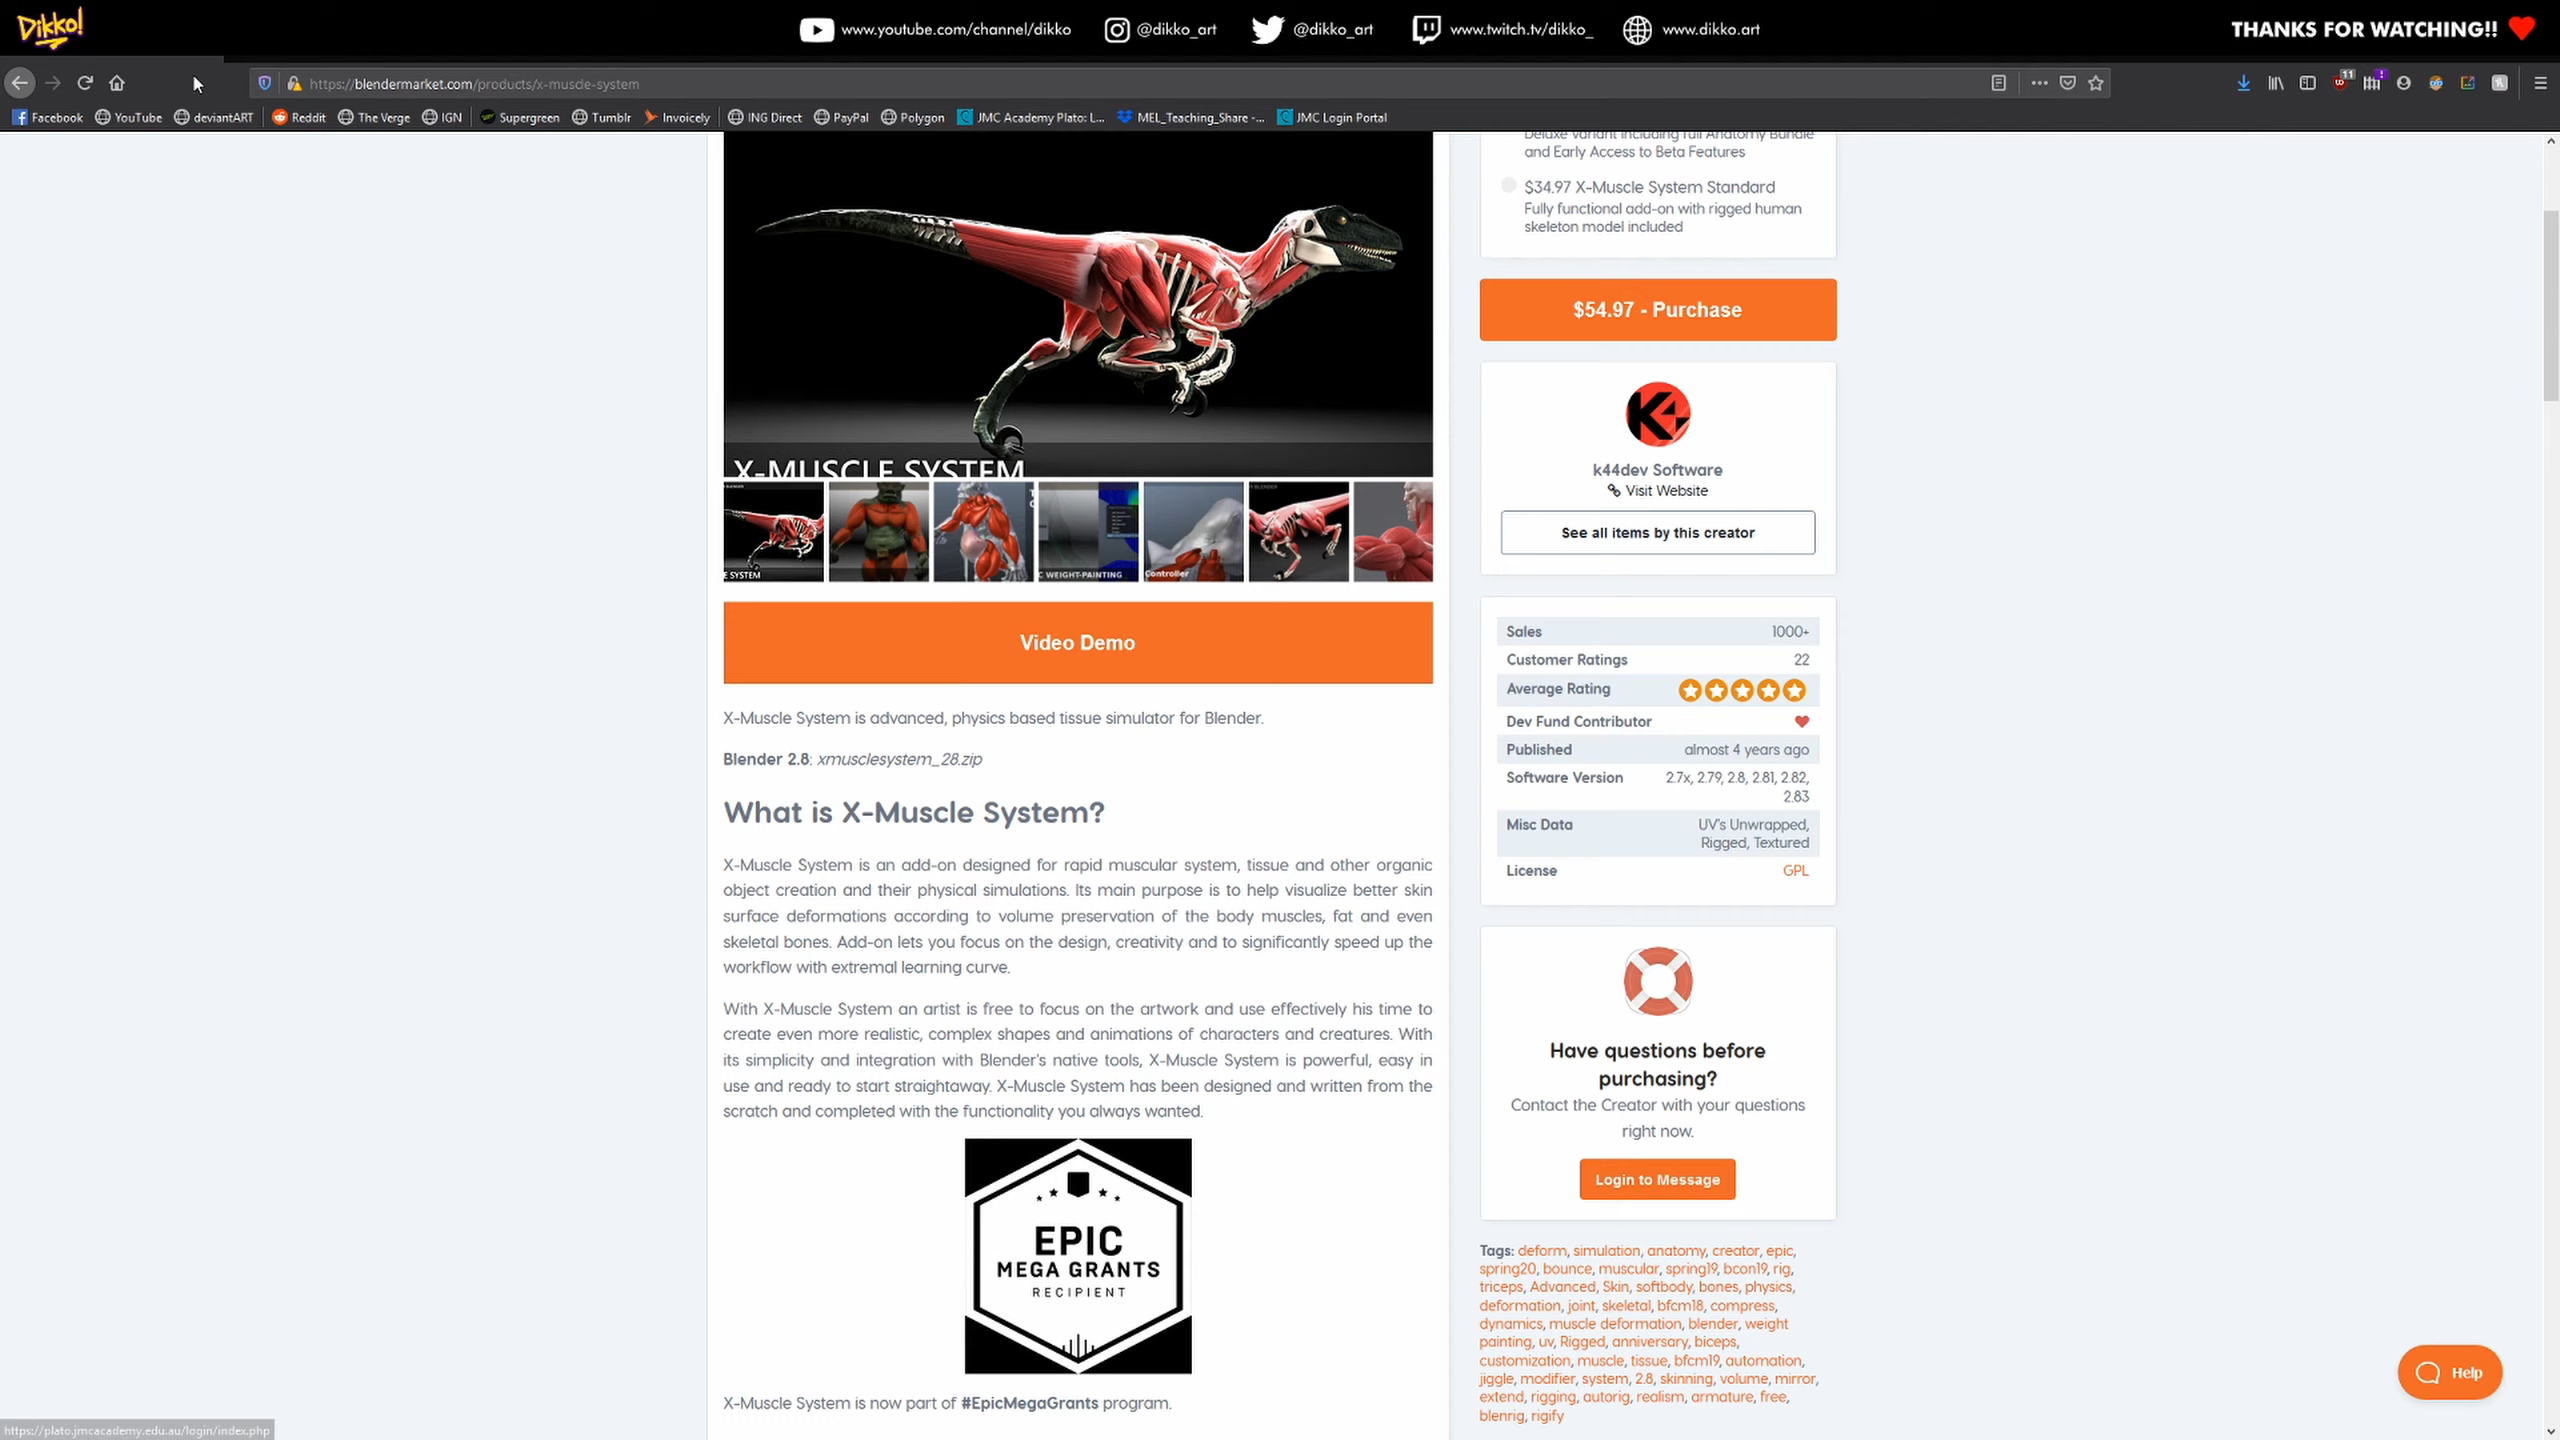 Dikko!
www.youtube.com/channel/dikko
@dikko_art
@dikko_art
www.twitch.tv/dikko_
www.dikko.art
THANKS FOR WATCHING!!
https://blendermarket.com/products/x-muscle-system
11
Facebook
YouTube
deviantART
Reddit
The Verge
IGN
Supergreen
Tumblr
Invoicely
ING Direct
PayPal
Polygon
JMC Academy Plato: L...
MEL_Teaching_Share -...
JMC Login Portal
X-MUSCLE SYSTEM
E SYSTEM
C WEIGHT-PAINTING
Controller
Video Demo
X-Muscle System is advanced, physics based tissue simulator for Blender.
Blender 2.8: xmusclesystem_28.zip
What is X-Muscle System?
X-Muscle System is an add-on designed for rapid muscular system, tissue and other organic
object creation and their physical simulations. Its main purpose is to help visualize better skin
surface deformations according to volume preservation of the body muscles, fat and even
skeletal bones. Add-on lets you focus on the design, creativity and to significantly speed up the
workflow with extremal learning curve.
With X-Muscle System an artist is free to focus on the artwork and use effectively his time to
create even more realistic, complex shapes and animations of characters and creatures. With
its simplicity and integration with Blender's native tools, X-Muscle System is powerful, easy in
use and ready to start straightaway. X-Muscle System has been designed and written from the
scratch and completed with the functionality you always wanted.
EPIC
MEGA GRANTS
RECIPIENT
X-Muscle System is now part of #EpicMegaGrants program.
Deluxe variant including full Anatomy Bundle
and Early Access to Beta Features
$34.97 X-Muscle System Standard
Fully functional add-on with rigged human
skeleton model included
$54.97 - Purchase
k44dev Software
Visit Website
See all items by this creator
Sales 1000+
Customer Ratings 22
Average Rating
Dev Fund Contributor
Published almost 4 years ago
Software Version 2.7x, 2.79, 2.8, 2.81, 2.82,
2.83
Misc Data UV's Unwrapped,
Rigged, Textured
License GPL
Have questions before
purchasing?
Contact the Creator with your questions
right now.
Login to Message
Tags: deform, simulation, anatomy, creator, epic,
spring20, bounce, muscular, spring19, bcon19, rig,
triceps, Advanced, Skin, softbody, bones, physics,
deformation, joint, skeletal, bfcm18, compress,
dynamics, muscle deformation, blender, weight
painting, uv, Rigged, anniversary, biceps,
customization, muscle, tissue, bfcm19, automation,
jiggle, modifier, system, 2.8, skinning, volume, mirror,
extend, rigging, autorig, realism, armature, free,
blenrig, rigify
Help
https://plato.jmcacademy.edu.au/login/index.php